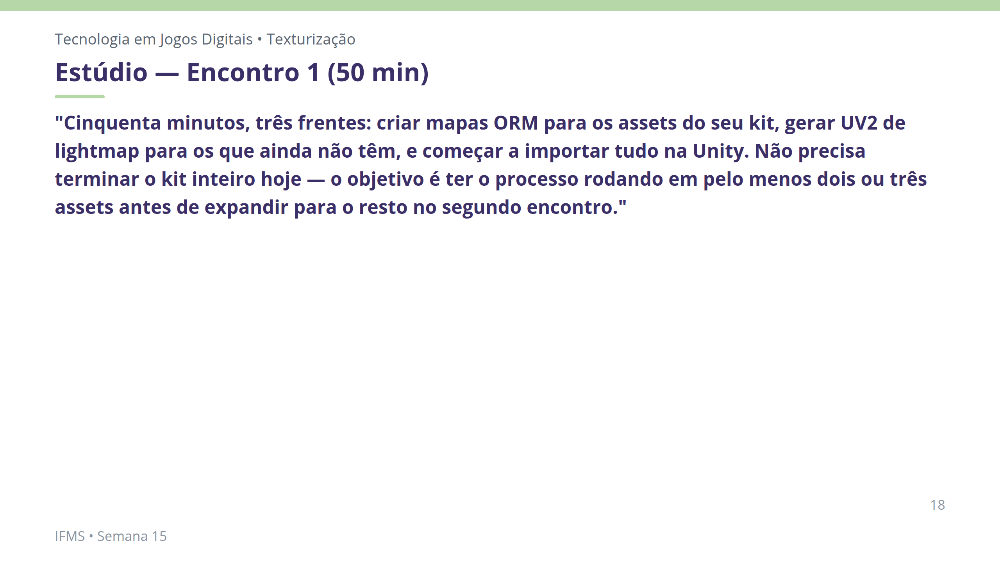 Tecnologia em Jogos Digitais • Texturização
Estúdio — Encontro 1 (50 min)
"Cinquenta minutos, três frentes: criar mapas ORM para os assets do seu kit, gerar UV2 de
lightmap para os que ainda não têm, e começar a importar tudo na Unity. Não precisa
terminar o kit inteiro hoje — o objetivo é ter o processo rodando em pelo menos dois ou três
assets antes de expandir para o resto no segundo encontro."
18
IFMS • Semana 15